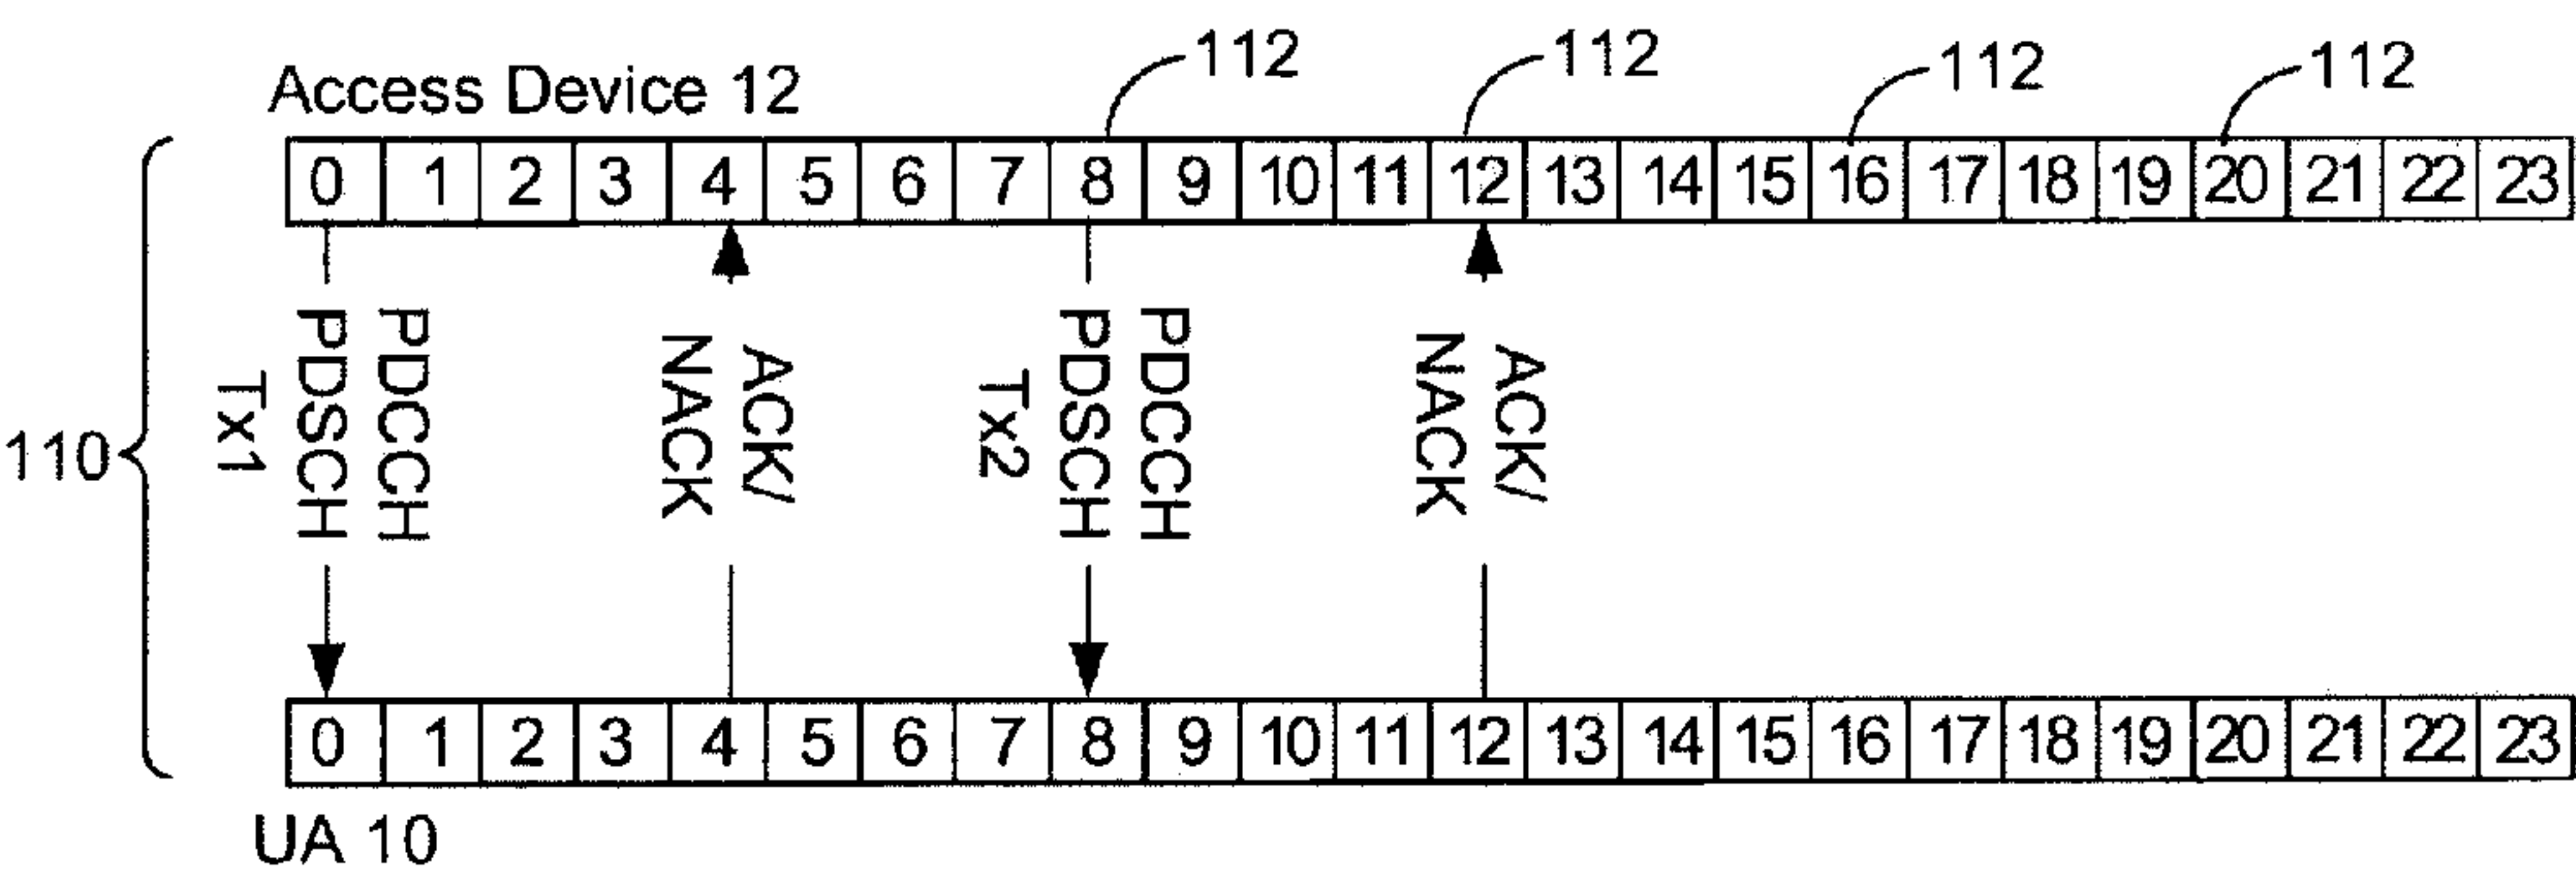 112 112 112 112
Access Device 12
0 1 2 3 4 5 6 7 8 9 10 11 12 13 14 15 16 17 18 19 20 21 22 23
110
PDCCH
PDSCH
Tx1
ACK/
NACK
PDCCH
PDSCH
Tx2
ACK/
NACK
0 1 2 3 4 5 6 7 8 9 10 11 12 13 14 15 16 17 18 19 20 21 22 23
UA 10